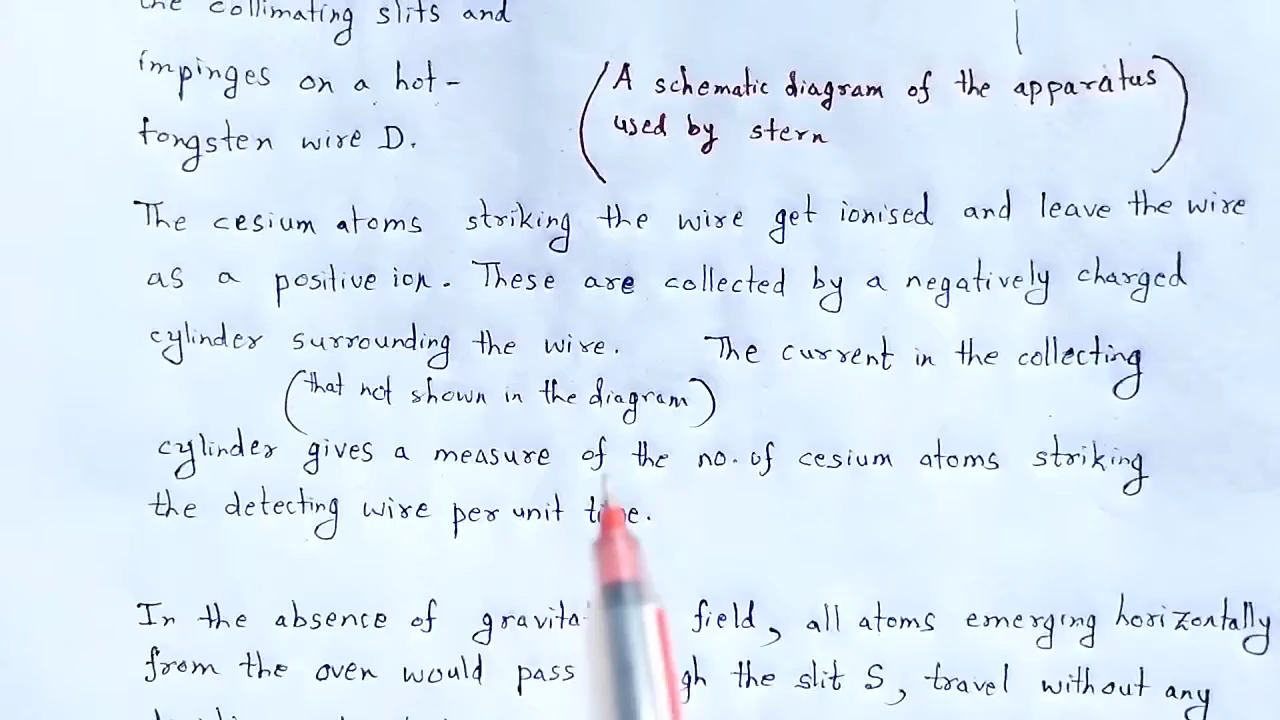 the collimating slits and
impinges on a hot-
tongsten wire D.
(A schematic diagram of the apparatus
used by stern)
The cesium atoms striking the wire get ionised and leave the wire
as a positive ion. These are collected by a negatively charged
cylinder surrounding the wire. The current in the collecting
(that not shown in the diagram)
cylinder gives a measure of the no. of cesium atoms striking
the detecting wire per unit time.
In the absence of gravita field, all atoms emerging horizontally
from the oven would pass gh the slit S, travel without any